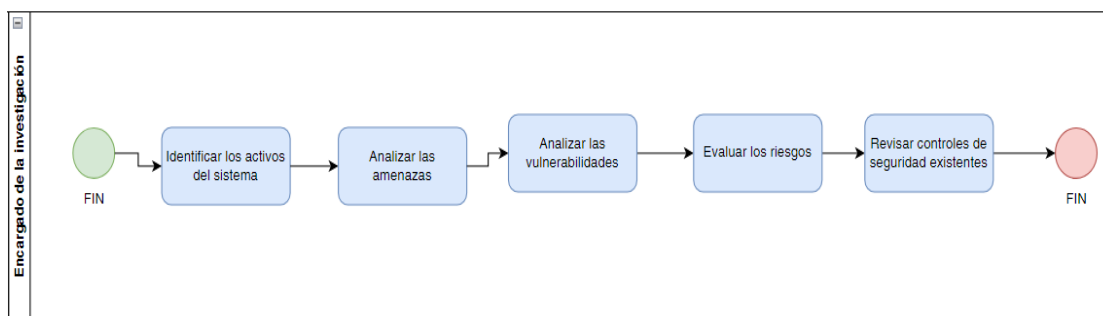 Encargado de la investigación
FIN
Identificar los activos
del sistema
Analizar las
amenazas
Analizar las
vulnerabilidades
Evaluar los riesgos
Revisar controles de
seguridad existentes
FIN